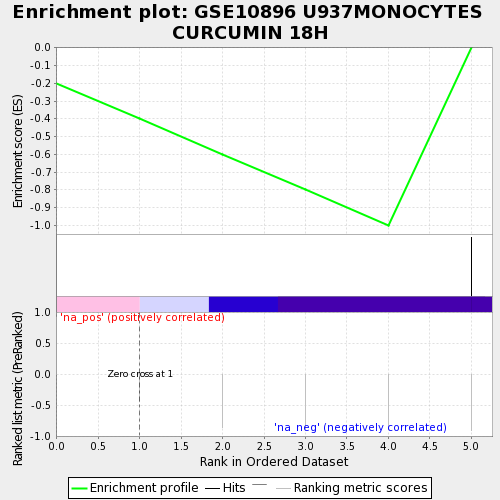 Enrichment plot: GSE10896 U937MONOCYTES
CURCUMIN 18H
Enrichment score (ES)
0.0
-0.1
-0.2
-0.3
-0.4
-0.5
-0.6
-0.7
-0.8
-0.9
-1.0
Ranked list metric (PreRanked)
1.0
0.5
0.0
-0.5
-1.0
'na_pos' (positively correlated)
Zero cross at 1
'na_neg' (negatively correlated)
0.0 0.5 1.0 1.5 2.0 2.5 3.0 3.5 4.0 4.5 5.0
Rank in Ordered Dataset
Enrichment profile Hits Ranking metric scores